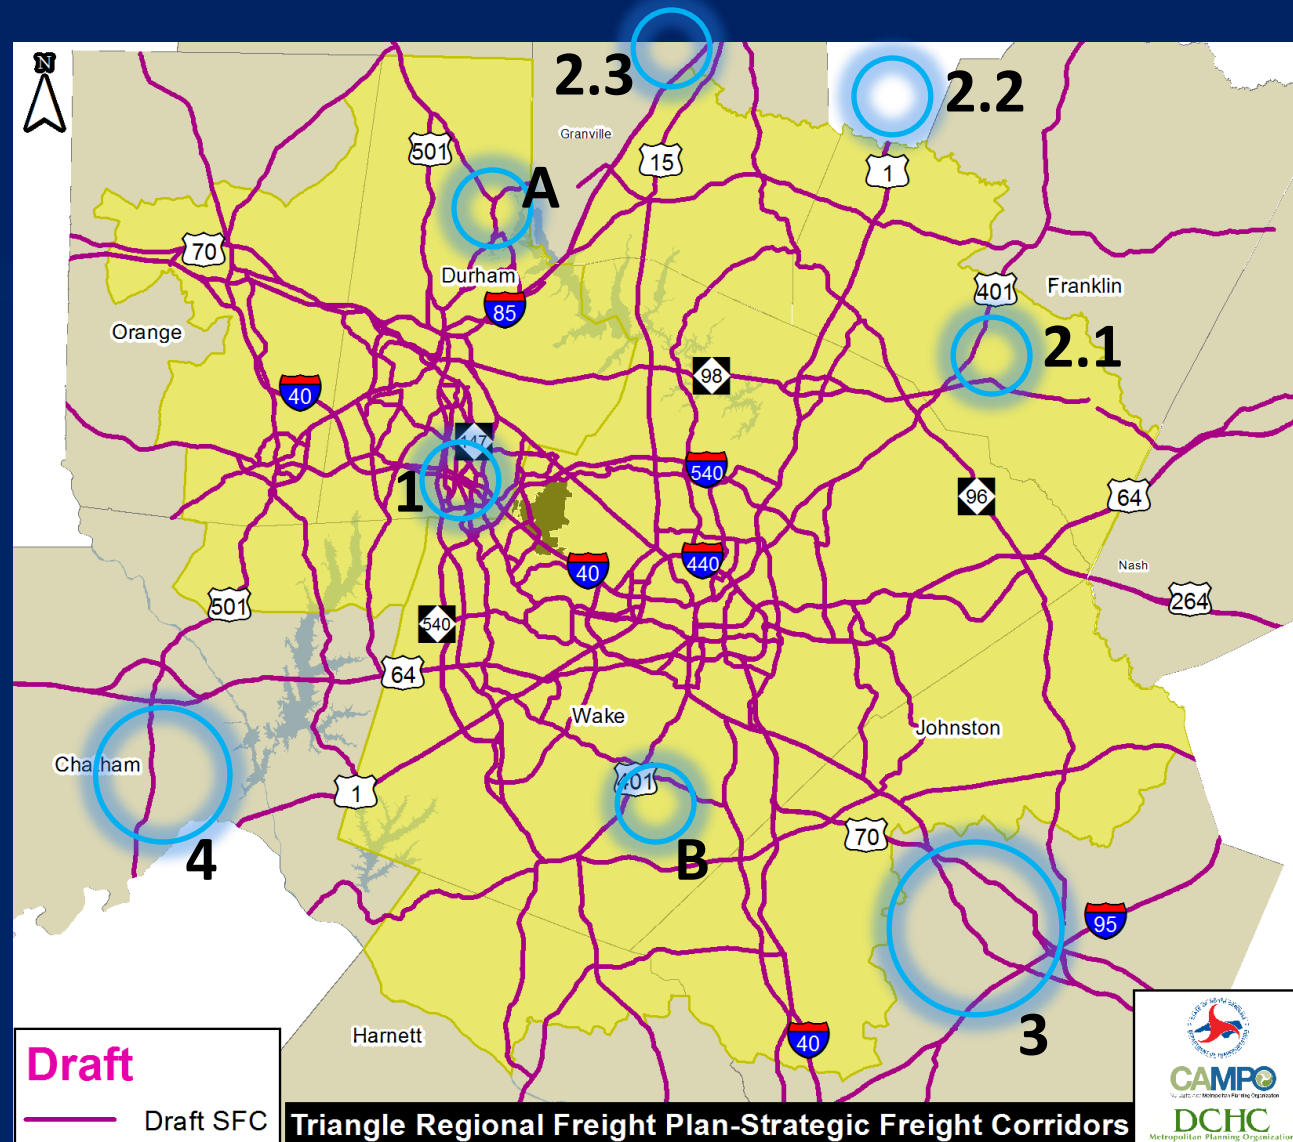 N
2.3
2.2
Granville
501
15
1
A
70
Durham
85
401
Franklin
Orange
2.1
98
40
147
540
1
96
64
40
440
Nash
501
264
540
64
Wake
Johnston
Chatham
401
1
70
4
B
95
3
Harnett
40
Draft
Draft SFC
Triangle Regional Freight Plan-Strategic Freight Corridors
CAMPO
DCHC
Metropolitan Planning Organization